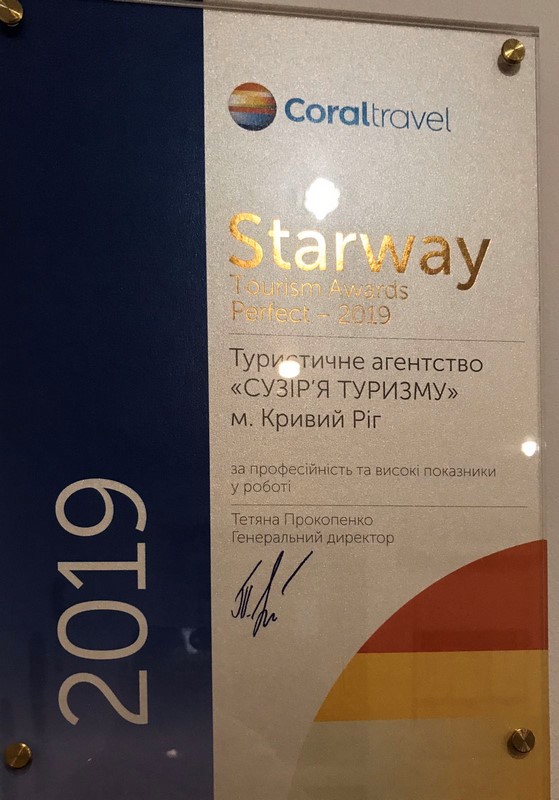 Coraltravel
Starway
Tourism Awards
Perfect – 2019
Туристичне агентство
«СУЗІР'Я ТУРИЗМУ»
м. Кривий Ріг
за професійність та високі показники
у роботі
Тетяна Прокопенко
Генеральний директор
2019